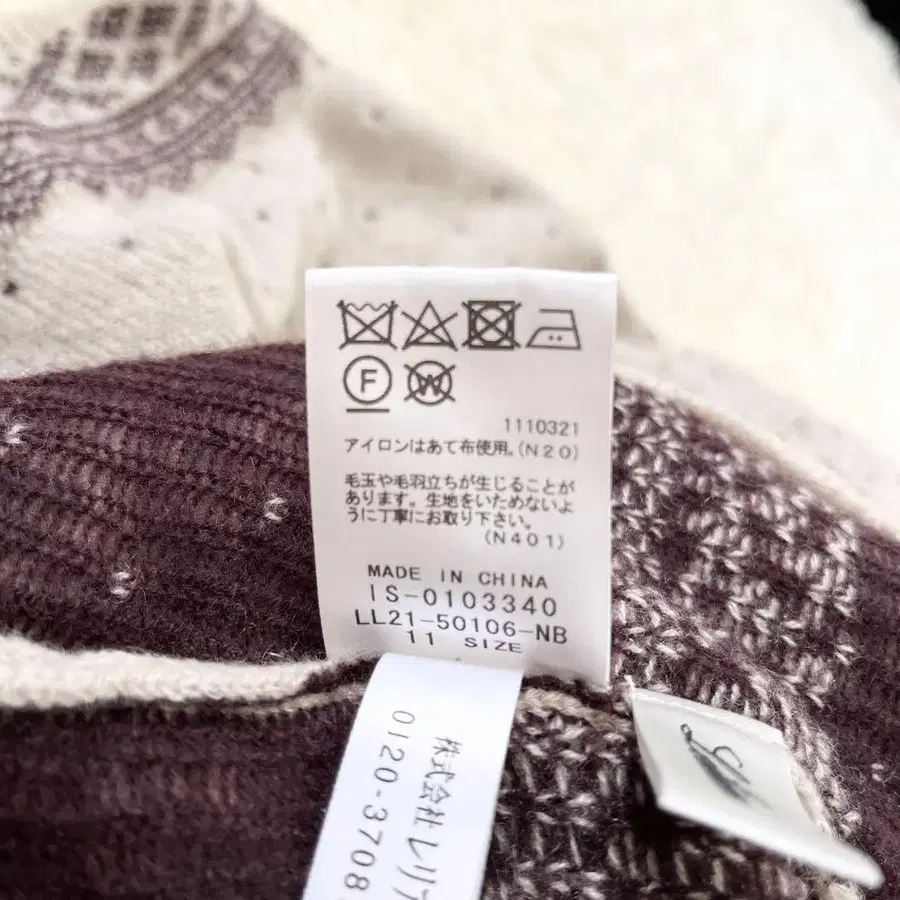 F
W
1110321
アイロンはあて布使用。(N20)
毛玉や毛羽立ちが生じることが
あります。生地をいためないよ
うに丁寧にお取り下さい。
(N401)
MADE IN CHINA
IS-0103340
LL21-50106-NB
11 SIZE
株式会社レリア
0120-3708